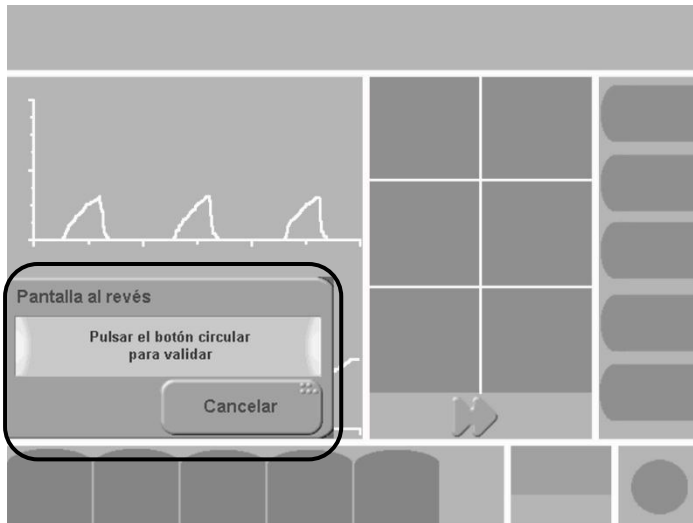 Pantalla al revés
Pulsar el botón circular
para validar
Cancelar